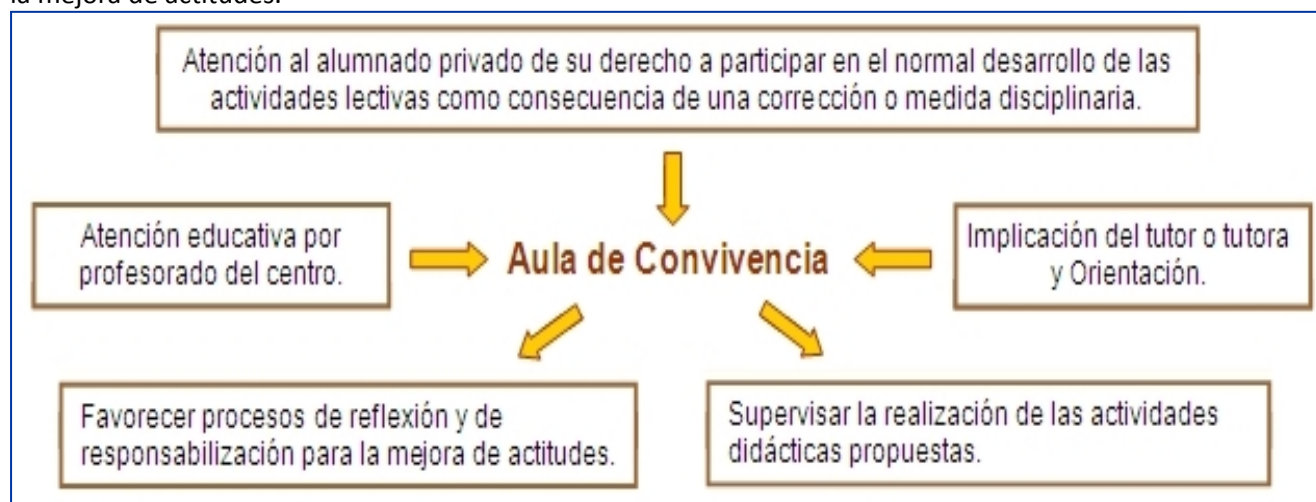 la mejora de actitudes.
Atención al alumnado privado de su derecho a participar en el normal desarrollo de las
actividades lectivas como consecuencia de una corrección o medida disciplinaria.
Atención educativa por
profesorado del centro.
Aula de Convivencia
Implicación del tutor o tutora
y Orientación.
Favorecer procesos de reflexión y de
responsabilización para la mejora de actitudes.
Supervisar la realización de las actividades
didácticas propuestas.